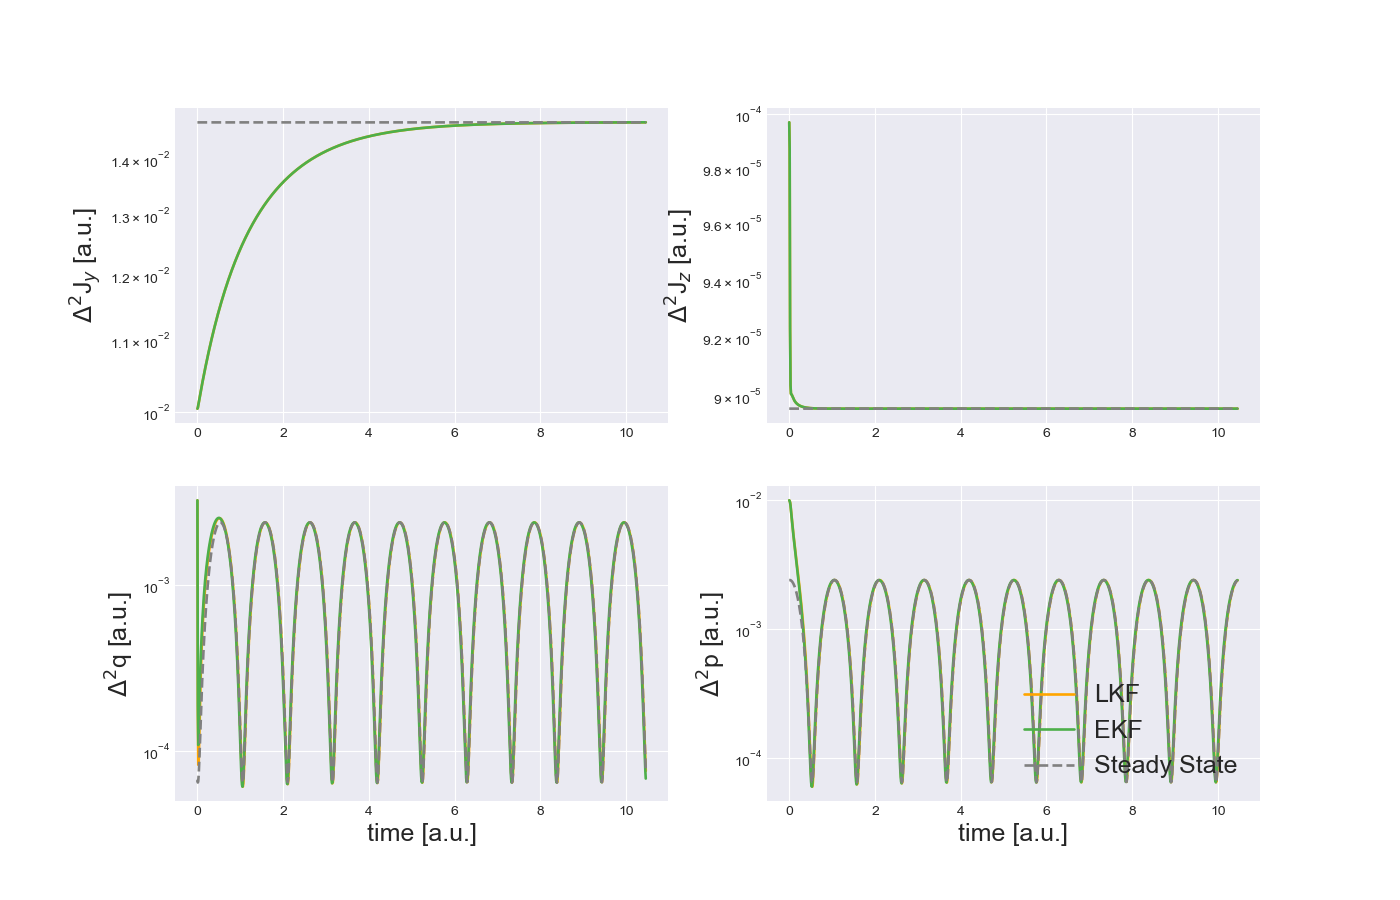 Δ²J_y [a.u.]
1.4 × 10⁻²
1.3 × 10⁻²
1.2 × 10⁻²
1.1 × 10⁻²
10⁻²
0 2 4 6 8 10
Δ²J_z [a.u.]
10⁻⁴
9.8 × 10⁻⁵
9.6 × 10⁻⁵
9.4 × 10⁻⁵
9.2 × 10⁻⁵
9 × 10⁻⁵
0 2 4 6 8 10
Δ²q [a.u.]
10⁻³
10⁻⁴
0 2 4 6 8 10
time [a.u.]
Δ²p [a.u.]
10⁻²
10⁻³
10⁻⁴
LKF
EKF
Steady State
0 2 4 6 8 10
time [a.u.]